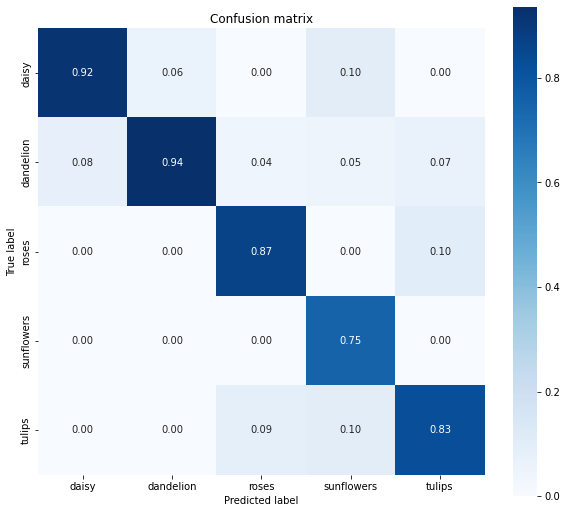 Confusion matrix
True label
daisy
0.92 0.06 0.00 0.10 0.00
dandelion
0.08 0.94 0.04 0.05 0.07
roses
0.00 0.00 0.87 0.00 0.10
sunflowers
0.00 0.00 0.00 0.75 0.00
tulips
0.00 0.00 0.09 0.10 0.83
daisy dandelion roses sunflowers tulips
Predicted label
0.8
0.6
0.4
0.2
0.0